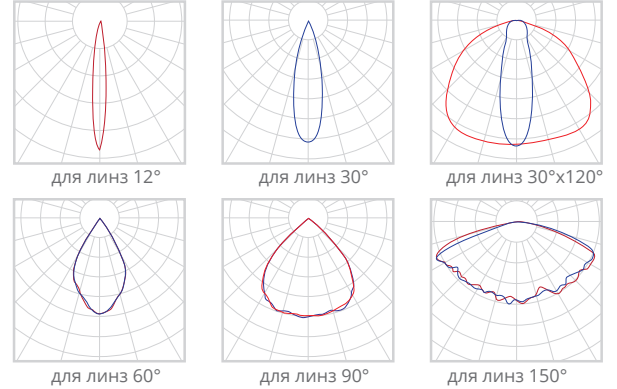 для линз 12°
для линз 30°
для линз 30°x120°
для линз 60°
для линз 90°
для линз 150°